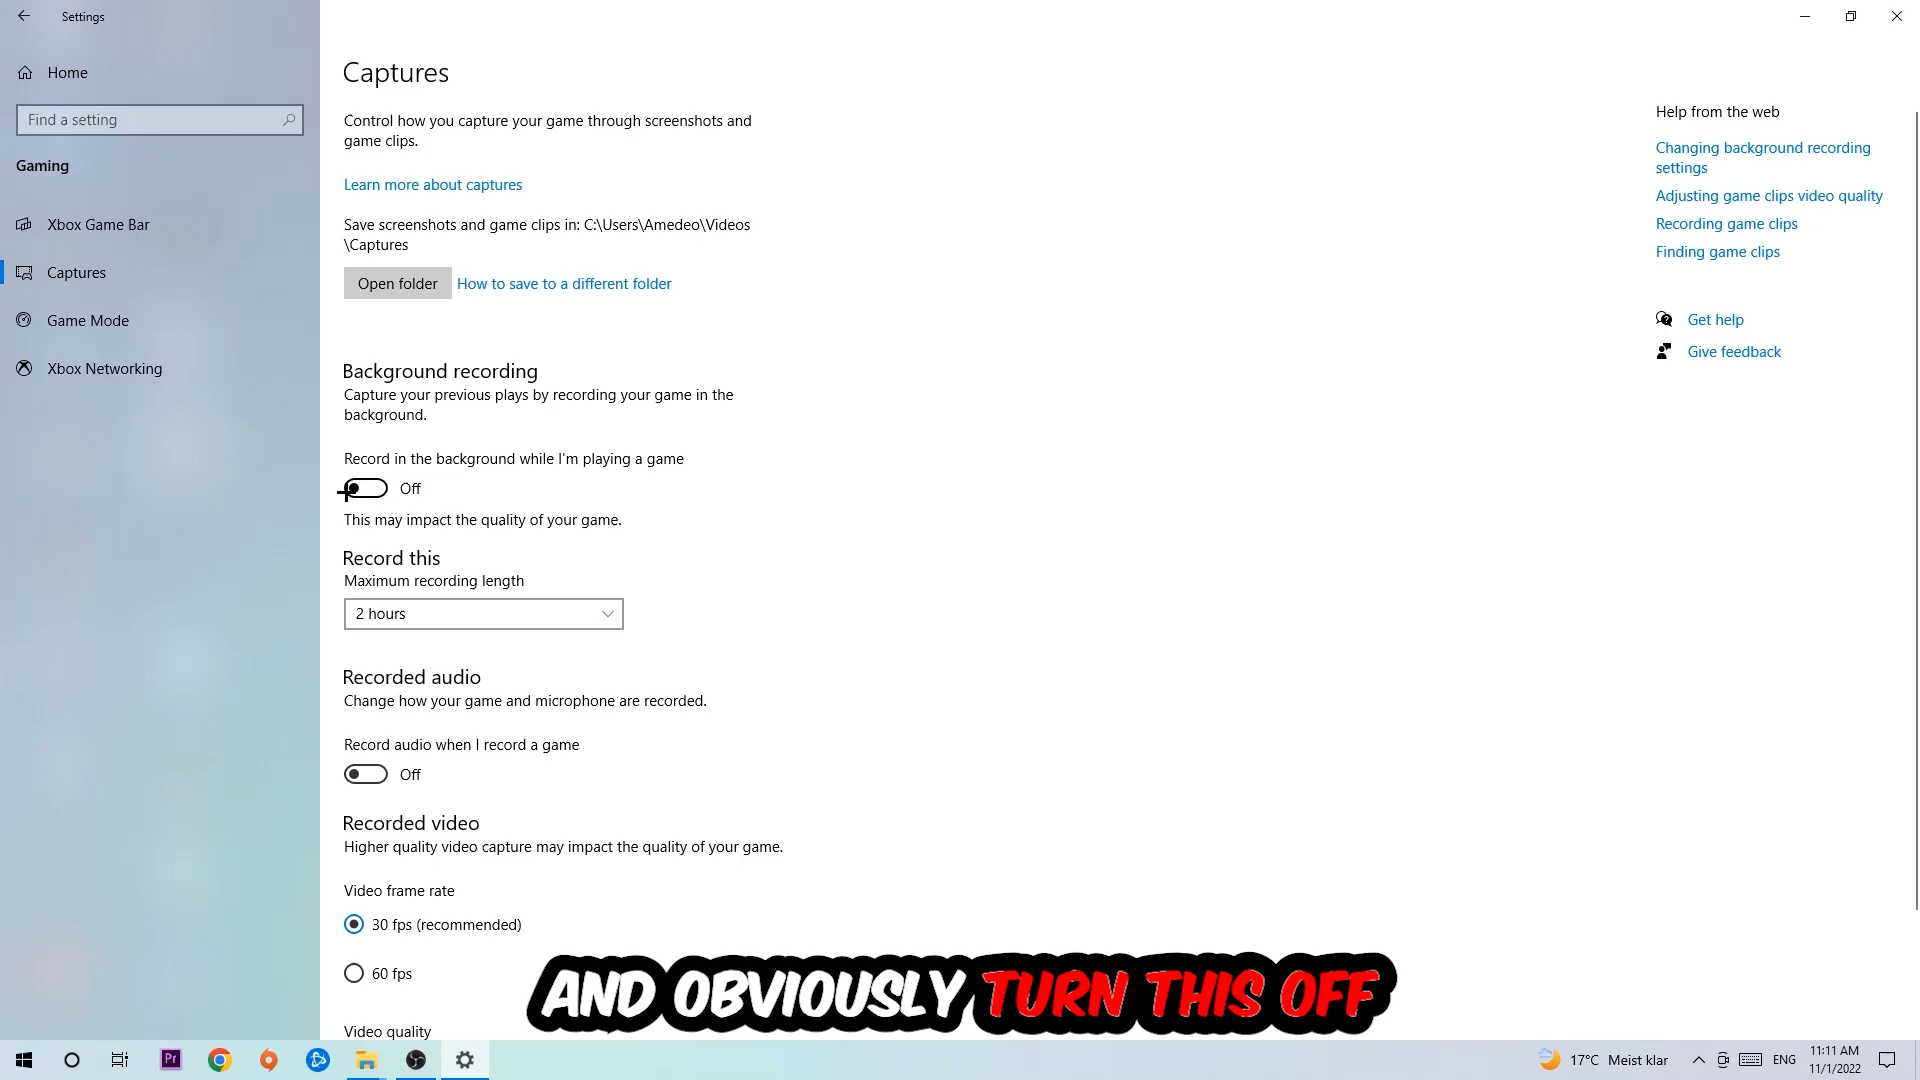 Settings
Home
Find a setting
Gaming
Xbox Game Bar
Captures
Game Mode
Xbox Networking
Captures
Control how you capture your game through screenshots and
game clips.
Learn more about captures
Save screenshots and game clips in: C:\Users\Amedeo\Videos
\Captures
Open folder
How to save to a different folder
Background recording
Capture your previous plays by recording your game in the
background.
Record in the background while I'm playing a game
Off
This may impact the quality of your game.
Record this
Maximum recording length
2 hours
Recorded audio
Change how your game and microphone are recorded.
Record audio when I record a game
Off
Recorded video
Higher quality video capture may impact the quality of your game.
Video frame rate
30 fps (recommended)
60 fps
Video quality
Help from the web
Changing background recording
settings
Adjusting game clips video quality
Recording game clips
Finding game clips
Get help
Give feedback
AND OBVIOUSLY TURN THIS OFF
Pr
17°C Meist klar
ENG
11:11 AM
11/1/2022